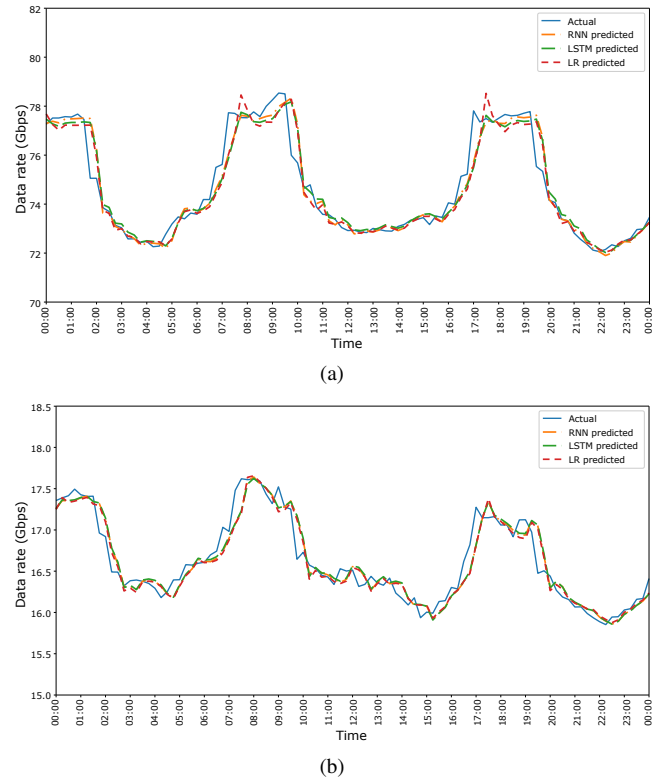 82
80
78
76
74
72
70
Data rate (Gbps)
Actual
RNN predicted
LSTM predicted
LR predicted
00:00 01:00 02:00 03:00 04:00 05:00 06:00 07:00 08:00 09:00 10:00 11:00 12:00 13:00 14:00 15:00 16:00 17:00 18:00 19:00 20:00 21:00 22:00 23:00 00:00
Time
(a)
18.5
18.0
17.5
17.0
16.5
16.0
15.5
15.0
Data rate (Gbps)
Actual
RNN predicted
LSTM predicted
LR predicted
00:00 01:00 02:00 03:00 04:00 05:00 06:00 07:00 08:00 09:00 10:00 11:00 12:00 13:00 14:00 15:00 16:00 17:00 18:00 19:00 20:00 21:00 22:00 23:00 00:00
Time
(b)